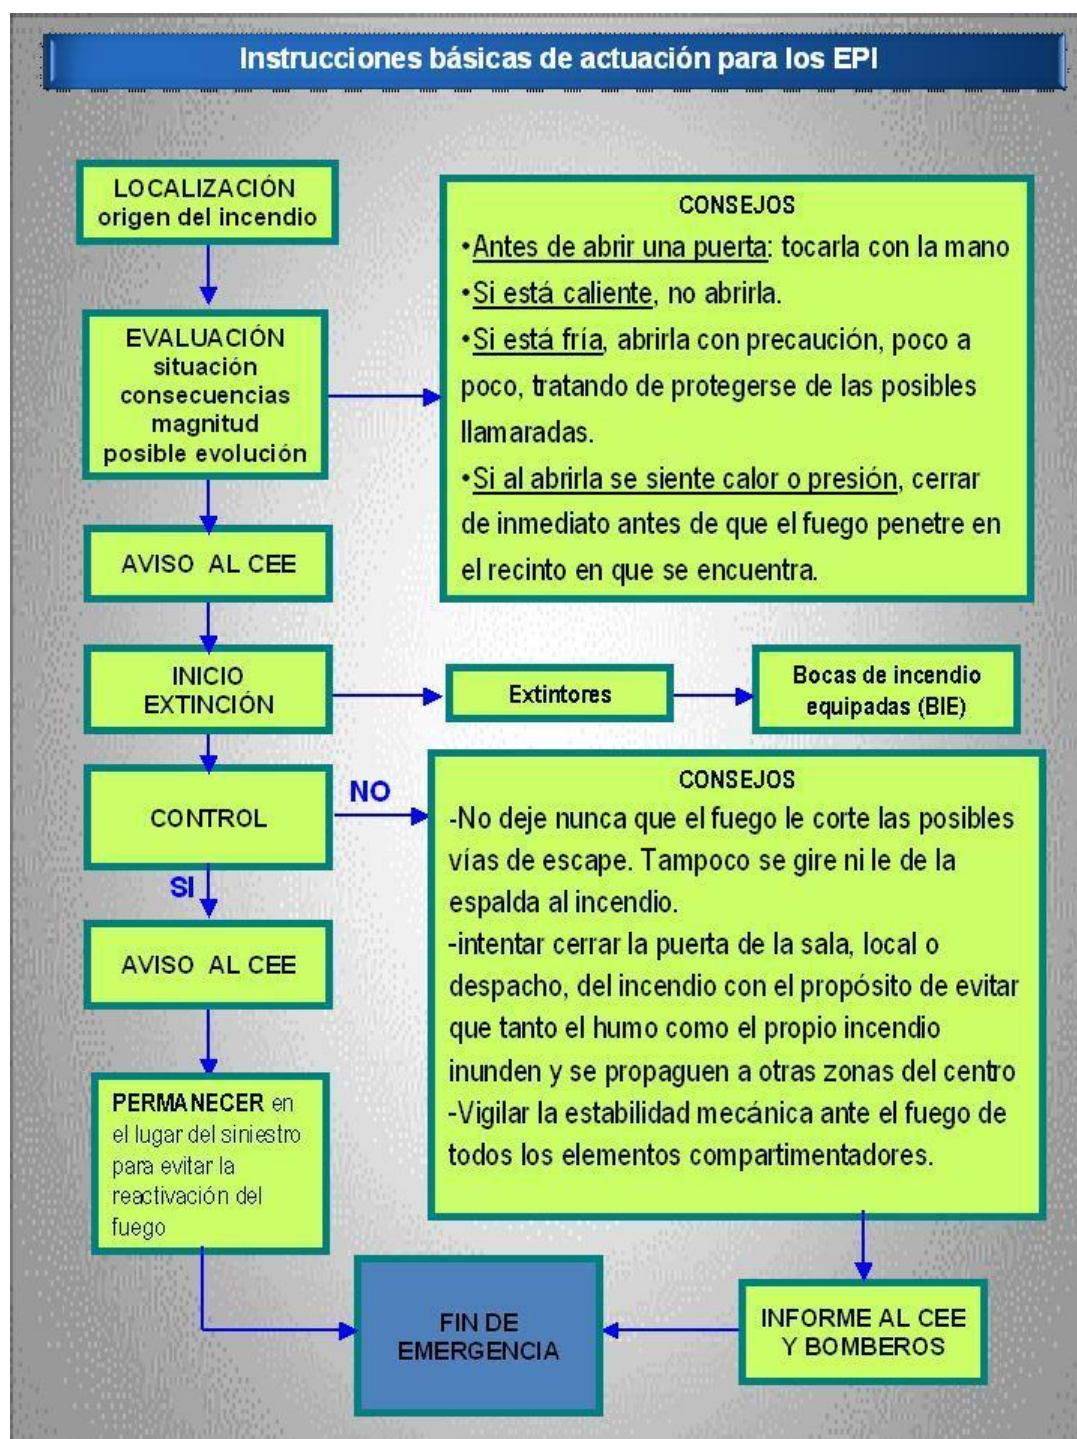 Instrucciones básicas de actuación para los EPI
LOCALIZACIÓN
origen del incendio
CONSEJOS
•Antes de abrir una puerta: tocarla con la mano
•Si está caliente, no abrirla.
•Si está fría, abrirla con precaución, poco a
poco, tratando de protegerse de las posibles
llamaradas.
•Si al abrirla se siente calor o presión, cerrar
de inmediato antes de que el fuego penetre en
el recinto en que se encuentra.
EVALUACIÓN
situación
consecuencias
magnitud
posible evolución
AVISO AL CEE
INICIO
EXTINCIÓN
Extintores
Bocas de incendio
equipadas (BIE)
CONTROL
NO
CONSEJOS
-No deje nunca que el fuego le corte las posibles
vías de escape. Tampoco se gire ni le de la
espalda al incendio.
-intentar cerrar la puerta de la sala, local o
despacho, del incendio con el propósito de evitar
que tanto el humo como el propio incendio
inunden y se propaguen a otras zonas del centro
-Vigilar la estabilidad mecánica ante el fuego de
todos los elementos compartimentadores.
SI
AVISO AL CEE
PERMANECER en
el lugar del siniestro
para evitar la
reactivación del
fuego
FIN DE
EMERGENCIA
INFORME AL CEE
Y BOMBEROS